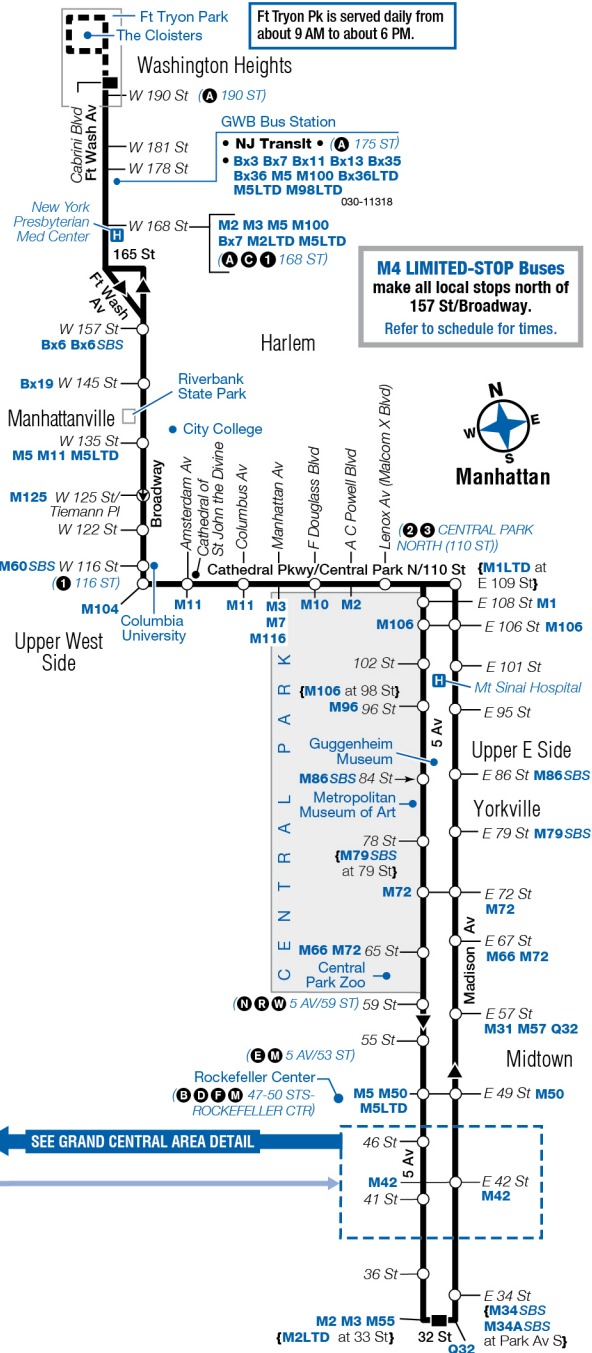 Ft Tryon Park
The Cloisters
Ft Tryon Pk is served daily from
about 9 AM to about 6 PM.
Washington Heights
Cabrini Blvd
Ft Wash Av
W 190 St (A 190 ST)
GWB Bus Station
• NJ Transit • (A 175 ST)
• Bx3 Bx7 Bx11 Bx13 Bx35
Bx36 M5 M100 Bx36LTD
M5LTD M98LTD
030-11318
W 181 St
W 178 St
New York
Presbyterian
Med Center
H
W 168 St
M2 M3 M5 M100
Bx7 M2LTD M5LTD
(A C 1 168 ST)
165 St
Ft Wash
Av
M4 LIMITED-STOP Buses
make all local stops north of
157 St/Broadway.
Refer to schedule for times.
W 157 St
Bx6 Bx6SBS
Harlem
Bx19 W 145 St
Riverbank
State Park
Manhattanville
City College
W 135 St
M5 M11 M5LTD
N
W E
S
Manhattan
M125 W 125 St/
Tiemann Pl
Broadway
W 122 St
M60SBS W 116 St
(1 116 ST)
M104
Columbia
University
Upper West
Side
Amsterdam Av
Cathedral of
St John the Divine
Columbus Av
Manhattan Av
F Douglass Blvd
A C Powell Blvd
Lenox Av (Malcom X Blvd)
(2 3 CENTRAL PARK
NORTH (110 ST))
Cathedral Pkwy/Central Park N/110 St
{M1LTD at
E 109 St}
M11
M11
M3
M7
M116
M10
M2
E 108 St M1
M106
E 106 St M106
CENTRAL PARK
102 St
E 101 St
H
Mt Sinai Hospital
{M106 at 98 St}
M96 96 St
E 95 St
5 Av
Guggenheim
Museum
Upper E Side
M86SBS 84 St
E 86 St M86SBS
Metropolitan
Museum of Art
Yorkville
78 St
{M79SBS
at 79 St}
E 79 St M79SBS
M72
E 72 St
M72
Madison Av
M66 M72 65 St
E 67 St
M66 M72
Central
Park Zoo
(N R W 5 AV/59 ST) 59 St
E 57 St
M31 M57 Q32
55 St
(E M 5 AV/53 ST)
Midtown
Rockefeller Center
(B D F M 47-50 STS-
ROCKEFELLER CTR)
M5 M50
M5LTD
E 49 St M50
SEE GRAND CENTRAL AREA DETAIL
46 St
5 Av
M42
E 42 St
M42
41 St
36 St
E 34 St
{M34SBS
M34ASBS
at Park Av S}
M2 M3 M55
{M2LTD at 33 St}
32 St
Q32